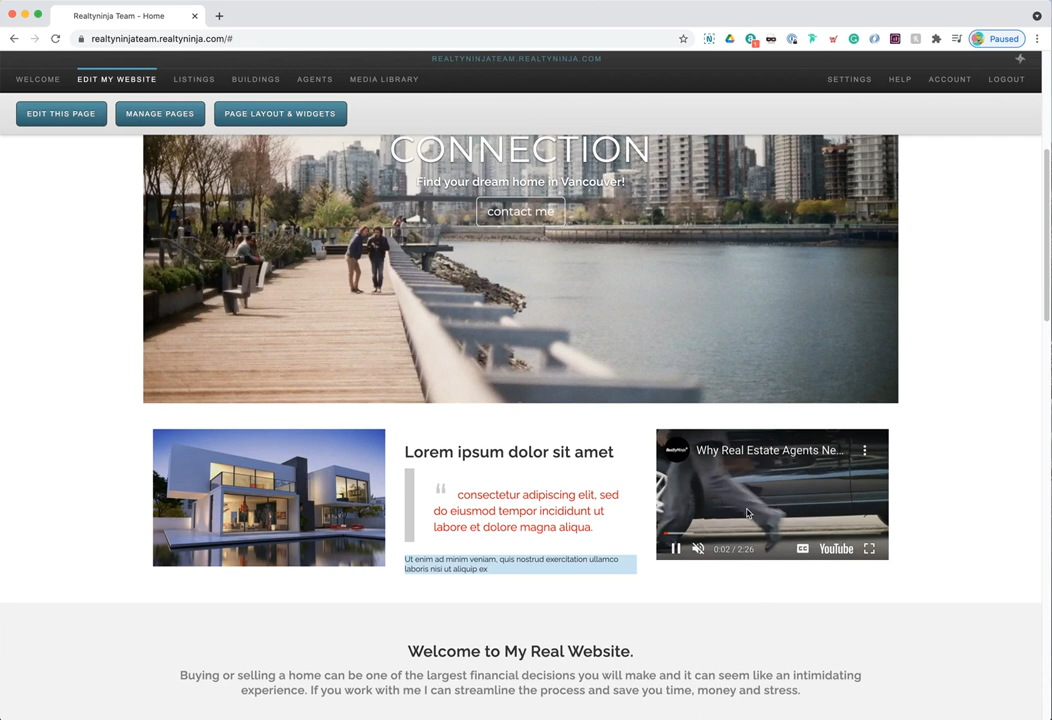 Realtyninja Team - Home
realtyninjateam.realtyninja.com/#
Paused
REALTYNINJATEAM.REALTYNINJA.COM
WELCOME EDIT MY WEBSITE LISTINGS BUILDINGS AGENTS MEDIA LIBRARY SETTINGS HELP ACCOUNT LOGOUT
EDIT THIS PAGE MANAGE PAGES PAGE LAYOUT & WIDGETS
CONNECTION
Find your dream home in Vancouver!
contact me
Lorem ipsum dolor sit amet
“ consectetur adipiscing elit, sed
do eiusmod tempor incididunt ut
labore et dolore magna aliqua.
Ut enim ad minim veniam, quis nostrud exercitation ullamco
laboris nisi ut aliquip ex
RealtyNinja
Why Real Estate Agents Ne...
0:02 / 2:26
CC
YouTube
Welcome to My Real Website.
Buying or selling a home can be one of the largest financial decisions you will make and it can seem like an intimidating
experience. If you work with me I can streamline the process and save you time, money and stress.